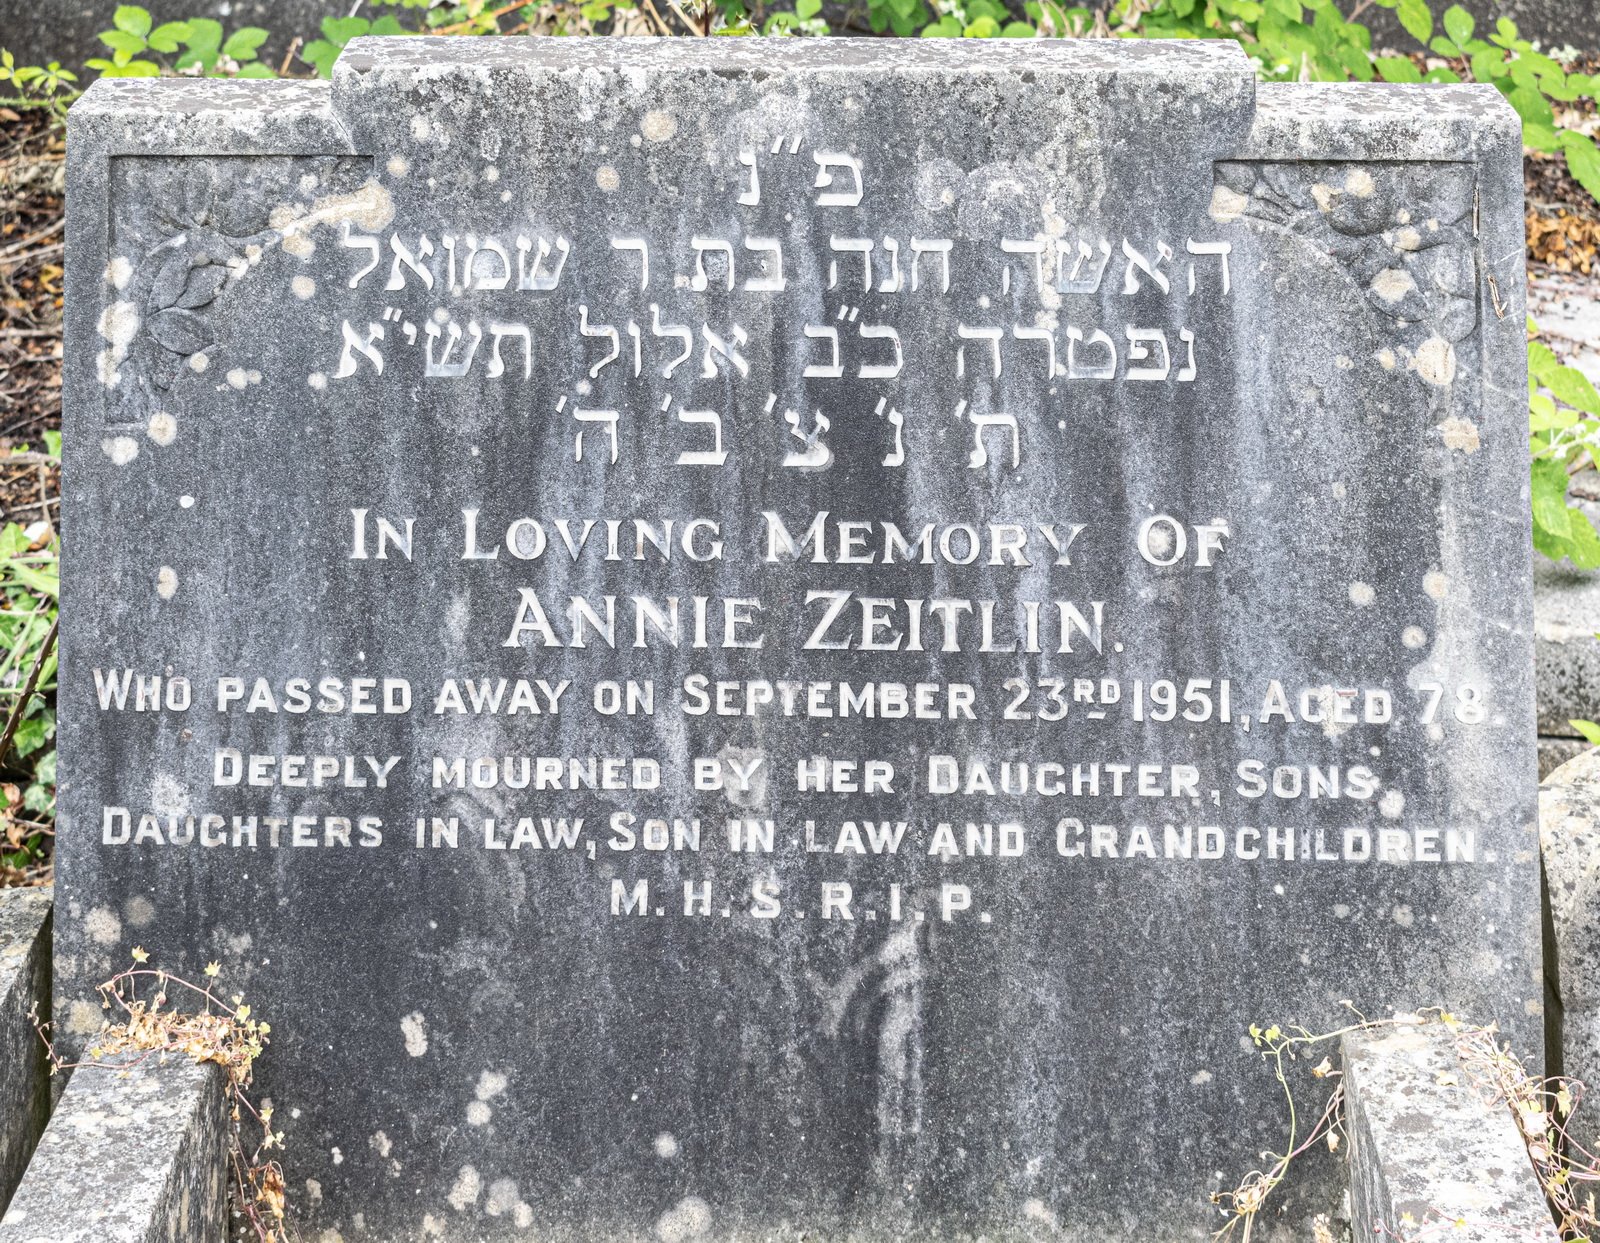 פ"נ
האשה חנה בת ר שמואל
נפטרה כ"ב אלול תשי"א
ת' נ' צ' ב' ה'
IN LOVING MEMORY OF
ANNIE ZEITLIN.
WHO PASSED AWAY ON SEPTEMBER 23RD 1951, AGED 78.
DEEPLY MOURNED BY HER DAUGHTER, SONS,
DAUGHTERS IN LAW, SON IN LAW AND GRANDCHILDREN.
M.H.S.R.I.P.